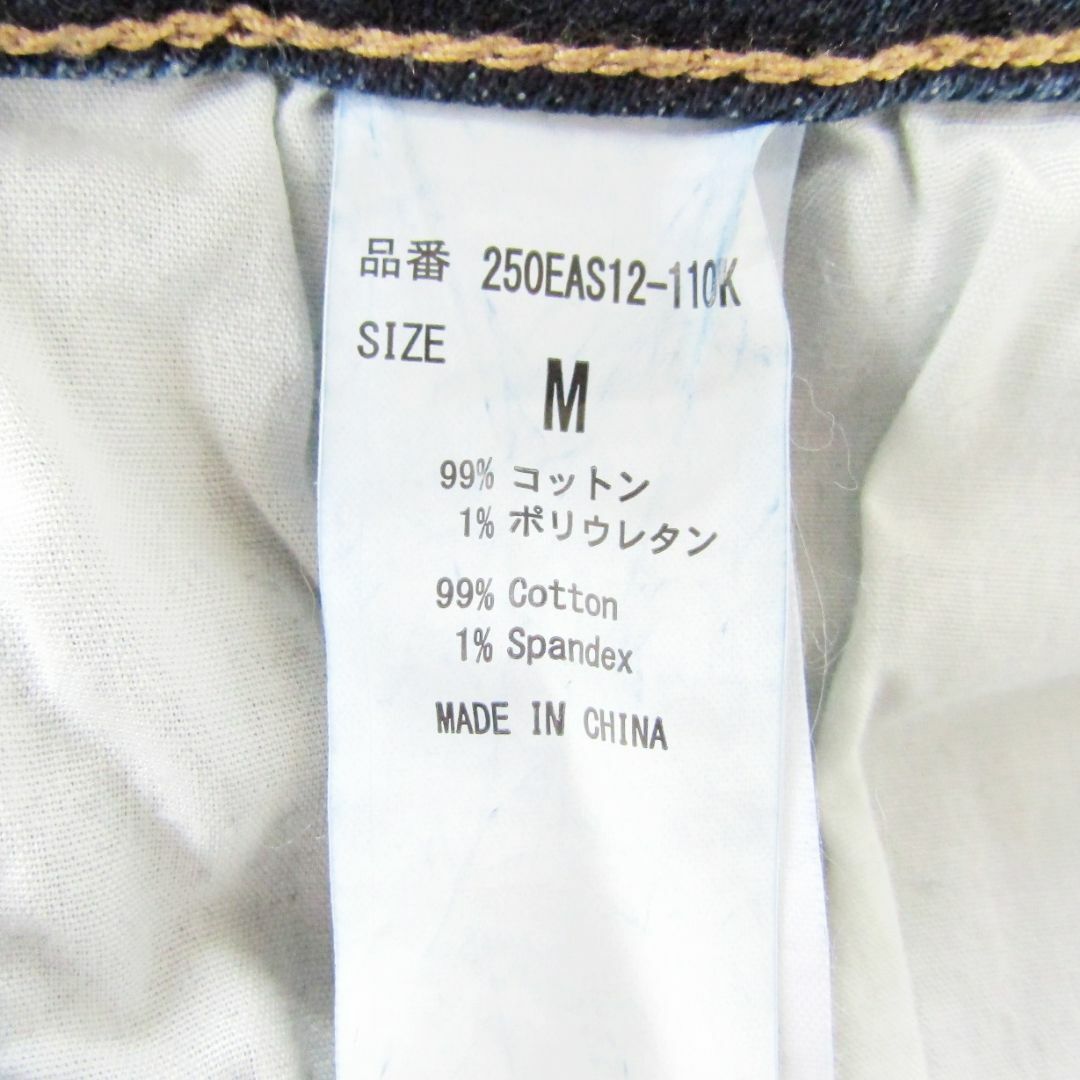 品番 250EAS12-110K
SIZE
M
99% コットン
1% ポリウレタン
99% Cotton
1% Spandex
MADE IN CHINA